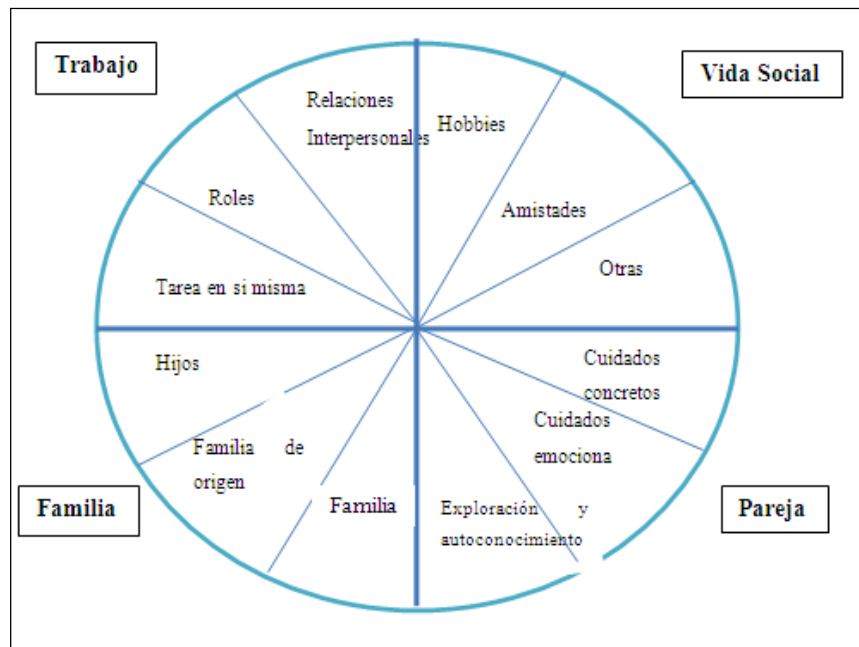 Trabajo
Vida Social
Relaciones
Interpersonales
Hobbies
Roles
Amistades
Tarea en si misma
Otras
Hijos
Cuidados
concretos
Cuidados
emociona
Familia de
origen
Familia
Exploración y
autoconocimiento
Familia
Pareja